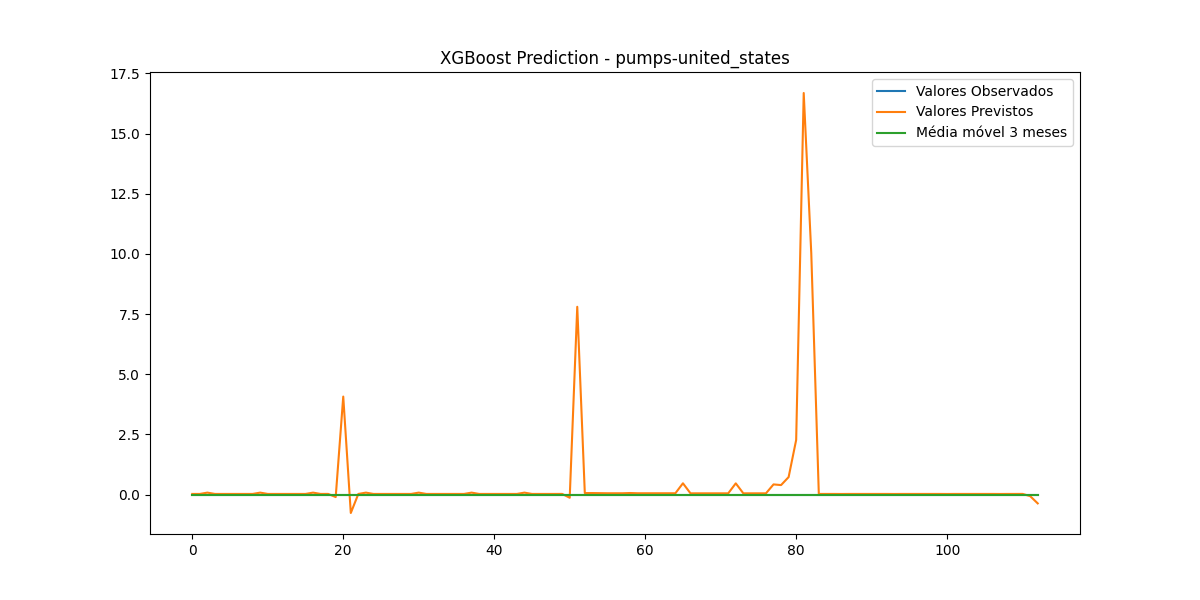 XGBoost Prediction - pumps-united_states
17.5
15.0
12.5
10.0
7.5
5.0
2.5
0.0
Valores Observados
Valores Previstos
Média móvel 3 meses
0 20 40 60 80 100